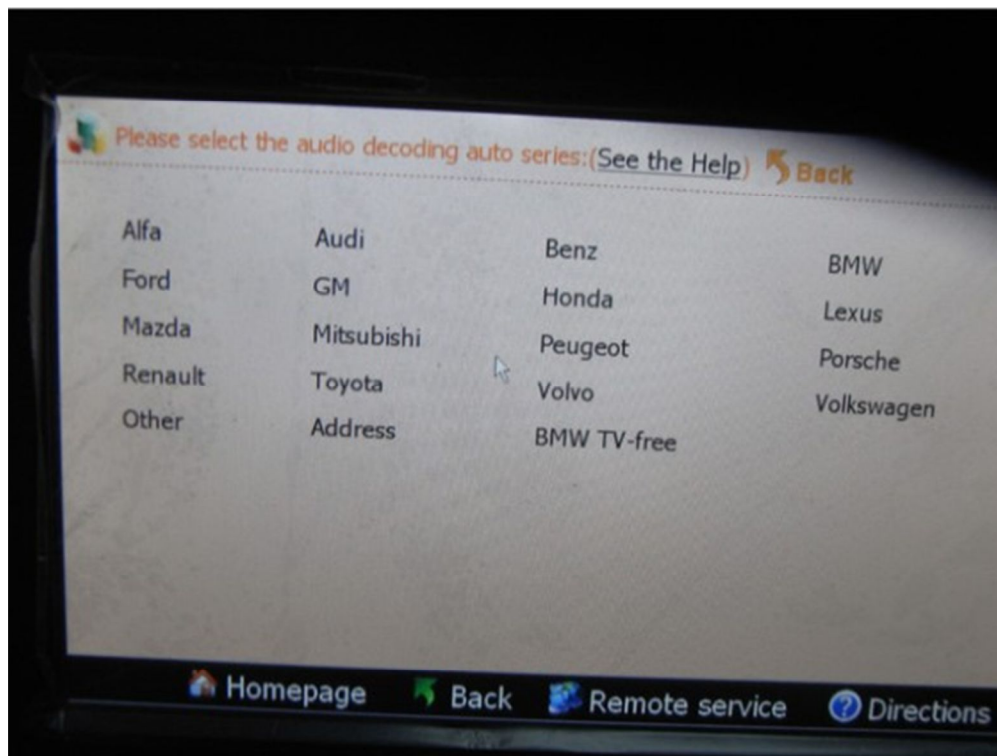 Please select the audio decoding auto series:(See the Help) Back
Alfa Audi Benz BMW
Ford GM Honda Lexus
Mazda Mitsubishi Peugeot Porsche
Renault Toyota Volvo Volkswagen
Other Address BMW TV-free
Homepage Back Remote service Directions